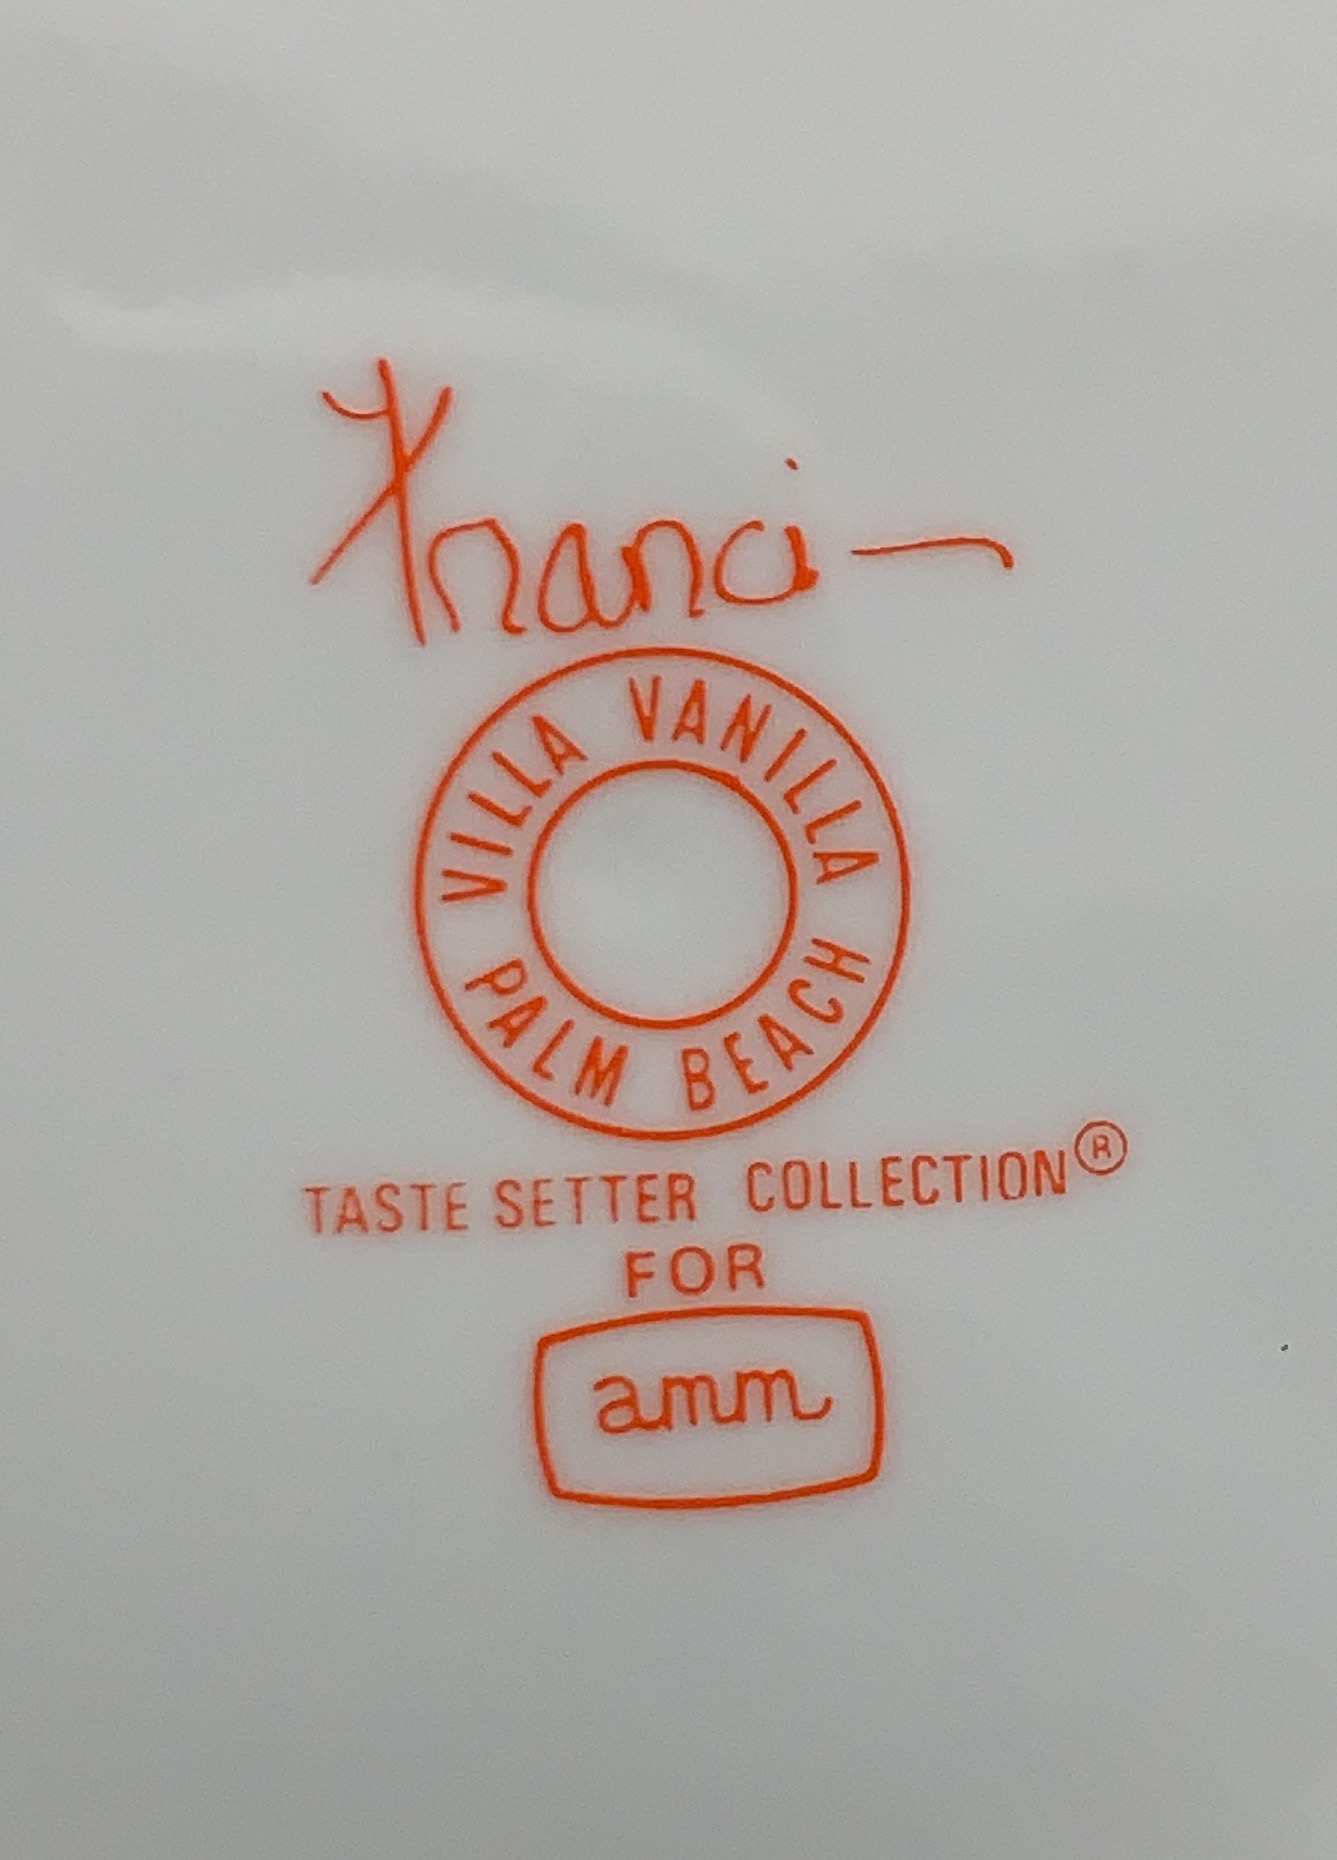 Franci
VILLA VANILLA
PALM BEACH
TASTE SETTER COLLECTION®
FOR
amm